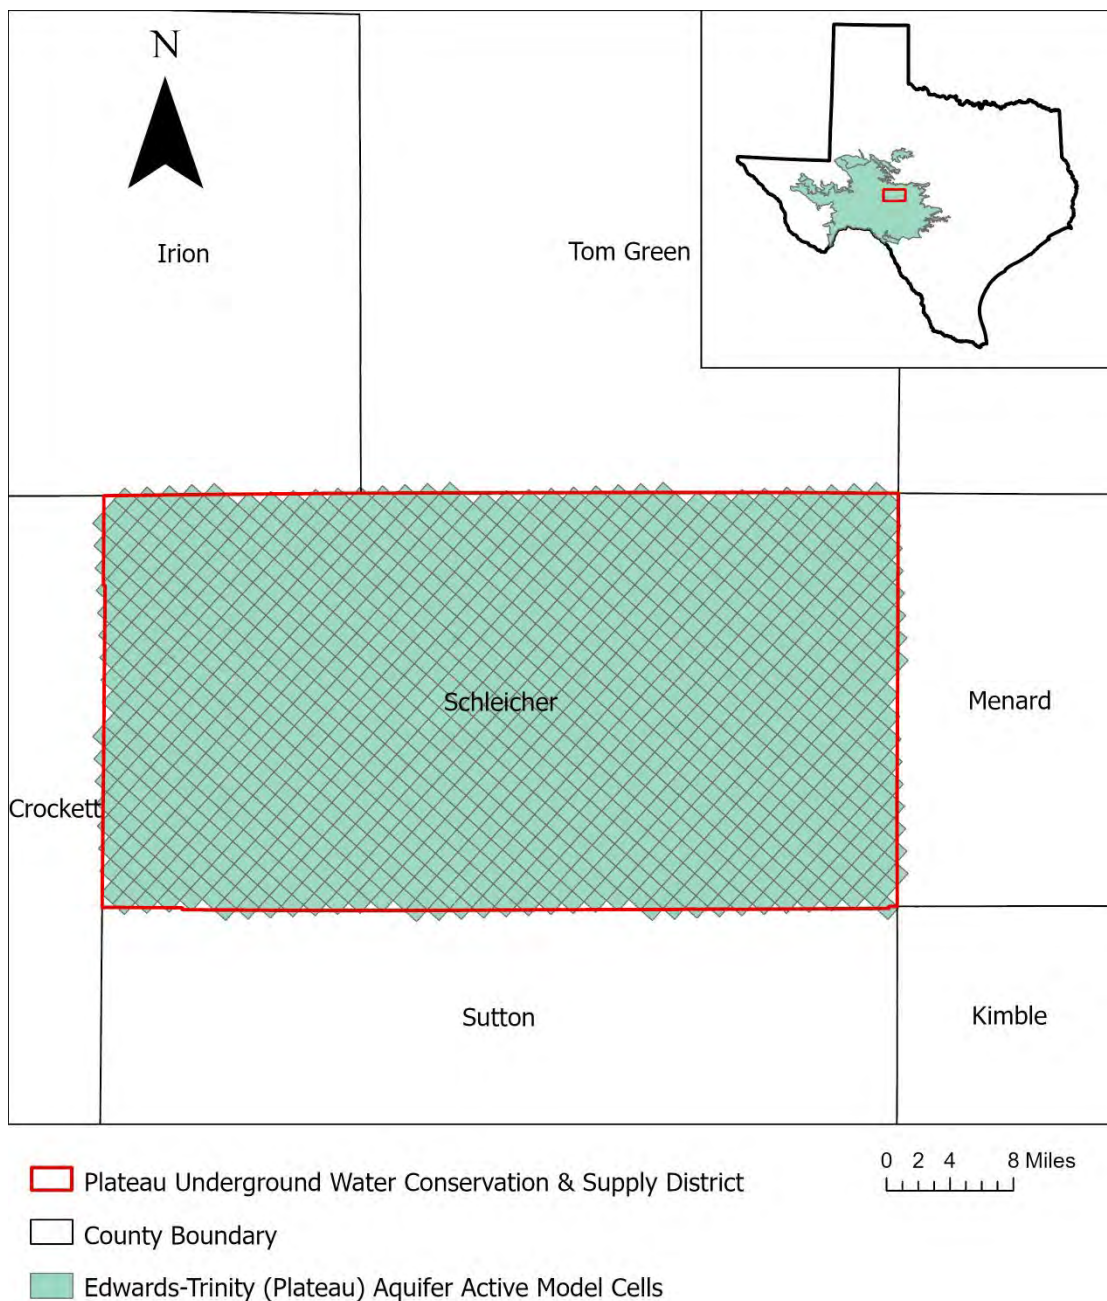 N
Irion
Tom Green
Schleicher
Menard
Crockett
Sutton
Kimble
0 2 4 8 Miles
Plateau Underground Water Conservation & Supply District
County Boundary
Edwards-Trinity (Plateau) Aquifer Active Model Cells